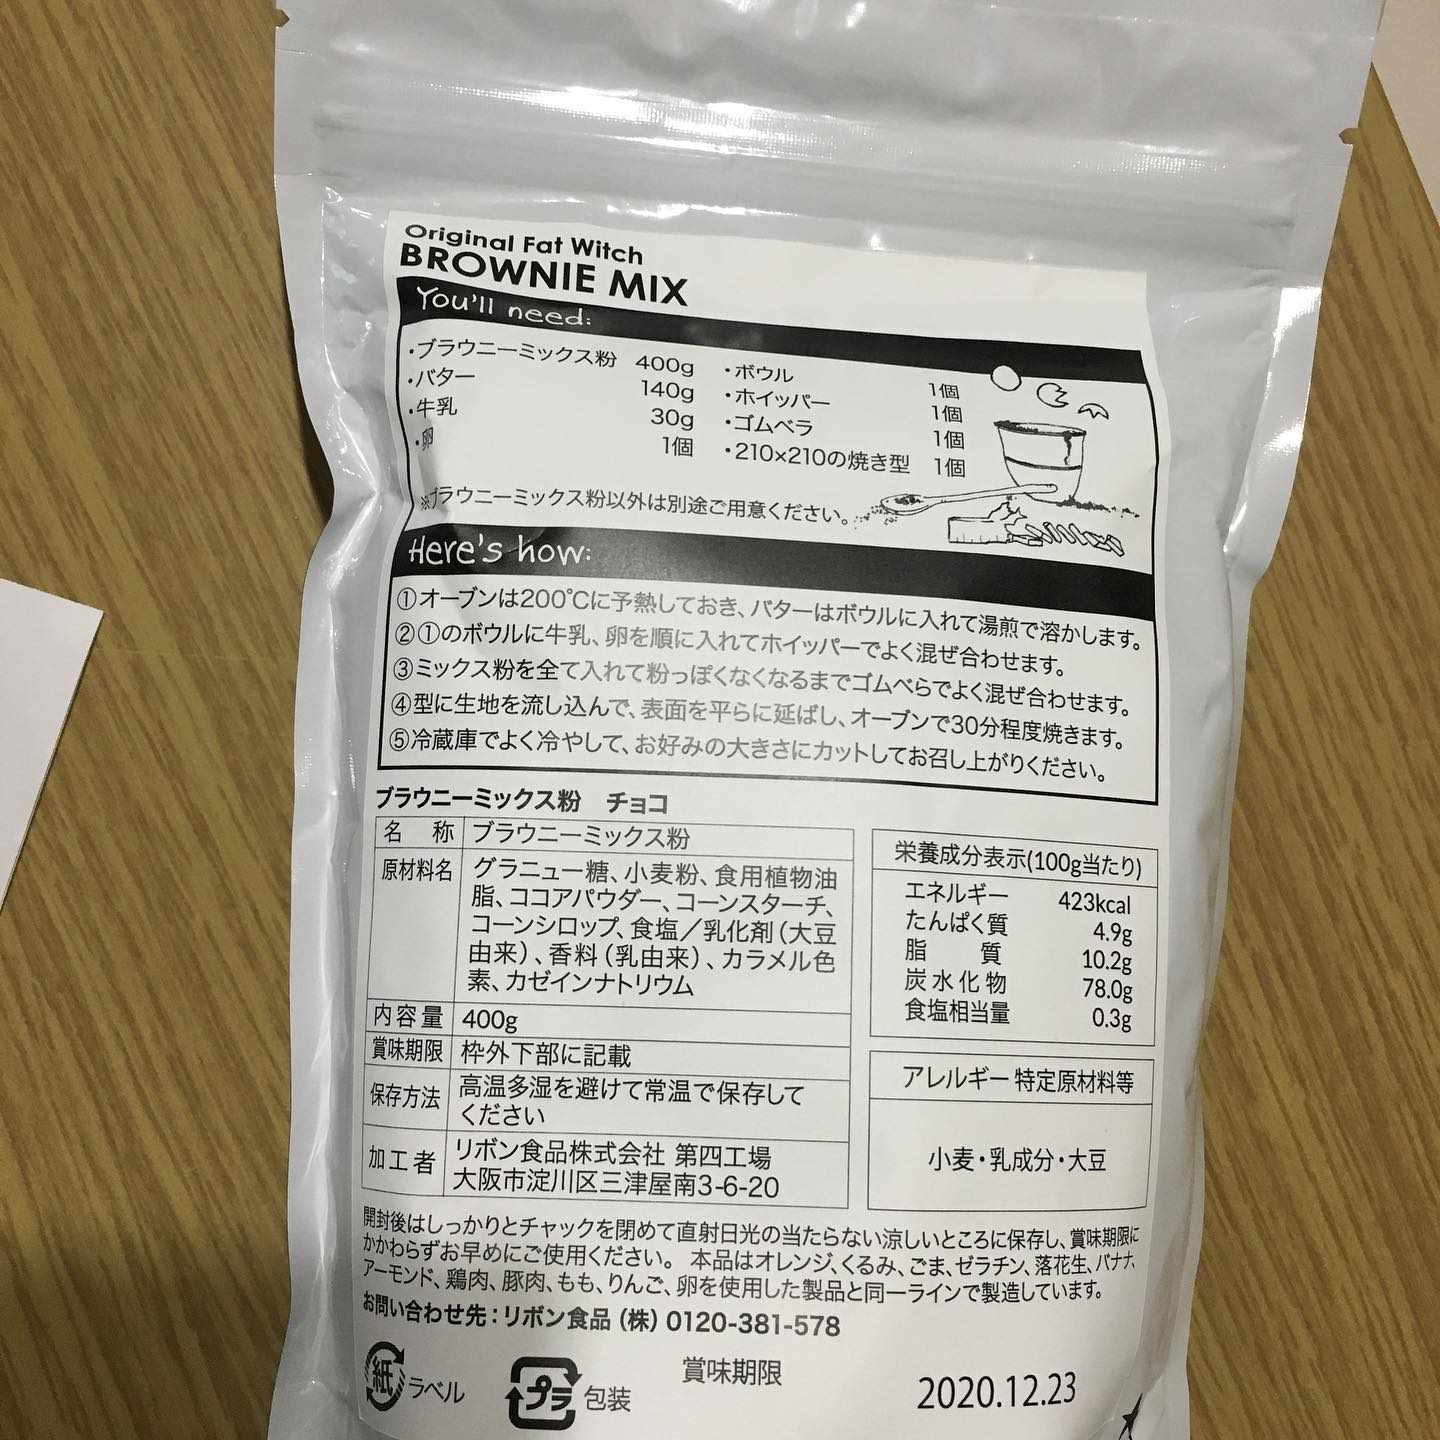 Original Fat Witch
BROWNIE MIX
You'll need:
・ブラウニーミックス粉 400g
・バター 140g
・牛乳 30g
・卵 1個
・ボウル 1個
・ホイッパー 1個
・ゴムベラ 1個
・210×210の焼き型 1個
※ブラウニーミックス粉以外は別途ご用意ください。
Here's how:
①オーブンは200℃に予熱しておき、バターはボウルに入れて湯煎で溶かします。
②①のボウルに牛乳、卵を順に入れてホイッパーでよく混ぜ合わせます。
③ミックス粉を全て入れて粉っぽくなくなるまでゴムべらでよく混ぜ合わせます。
④型に生地を流し込んで、表面を平らに延ばし、オーブンで30分程度焼きます。
⑤冷蔵庫でよく冷やして、お好みの大きさにカットしてお召し上がりください。
ブラウニーミックス粉 チョコ
名 称 ブラウニーミックス粉
原材料名 グラニュー糖、小麦粉、食用植物油
脂、ココアパウダー、コーンスターチ、
コーンシロップ、食塩／乳化剤（大豆
由来）、香料（乳由来）、カラメル色
素、カゼインナトリウム
内容量 400g
賞味期限 枠外下部に記載
保存方法 高温多湿を避けて常温で保存して
ください
加工者 リボン食品株式会社 第四工場
大阪市淀川区三津屋南3-6-20
栄養成分表示(100g当たり)
エネルギー 423kcal
たんぱく質 4.9g
脂 質 10.2g
炭水化物 78.0g
食塩相当量 0.3g
アレルギー 特定原材料等
小麦・乳成分・大豆
開封後はしっかりとチャックを閉めて直射日光の当たらない涼しいところに保存し、賞味期限に
かかわらずお早めにご使用ください。 本品はオレンジ、くるみ、ごま、ゼラチン、落花生、バナナ、
アーモンド、鶏肉、豚肉、もも、りんご、卵を使用した製品と同一ラインで製造しています。
お問い合わせ先：リボン食品（株）0120-381-578
紙 ラベル
プラ 包装
賞味期限
2020.12.23